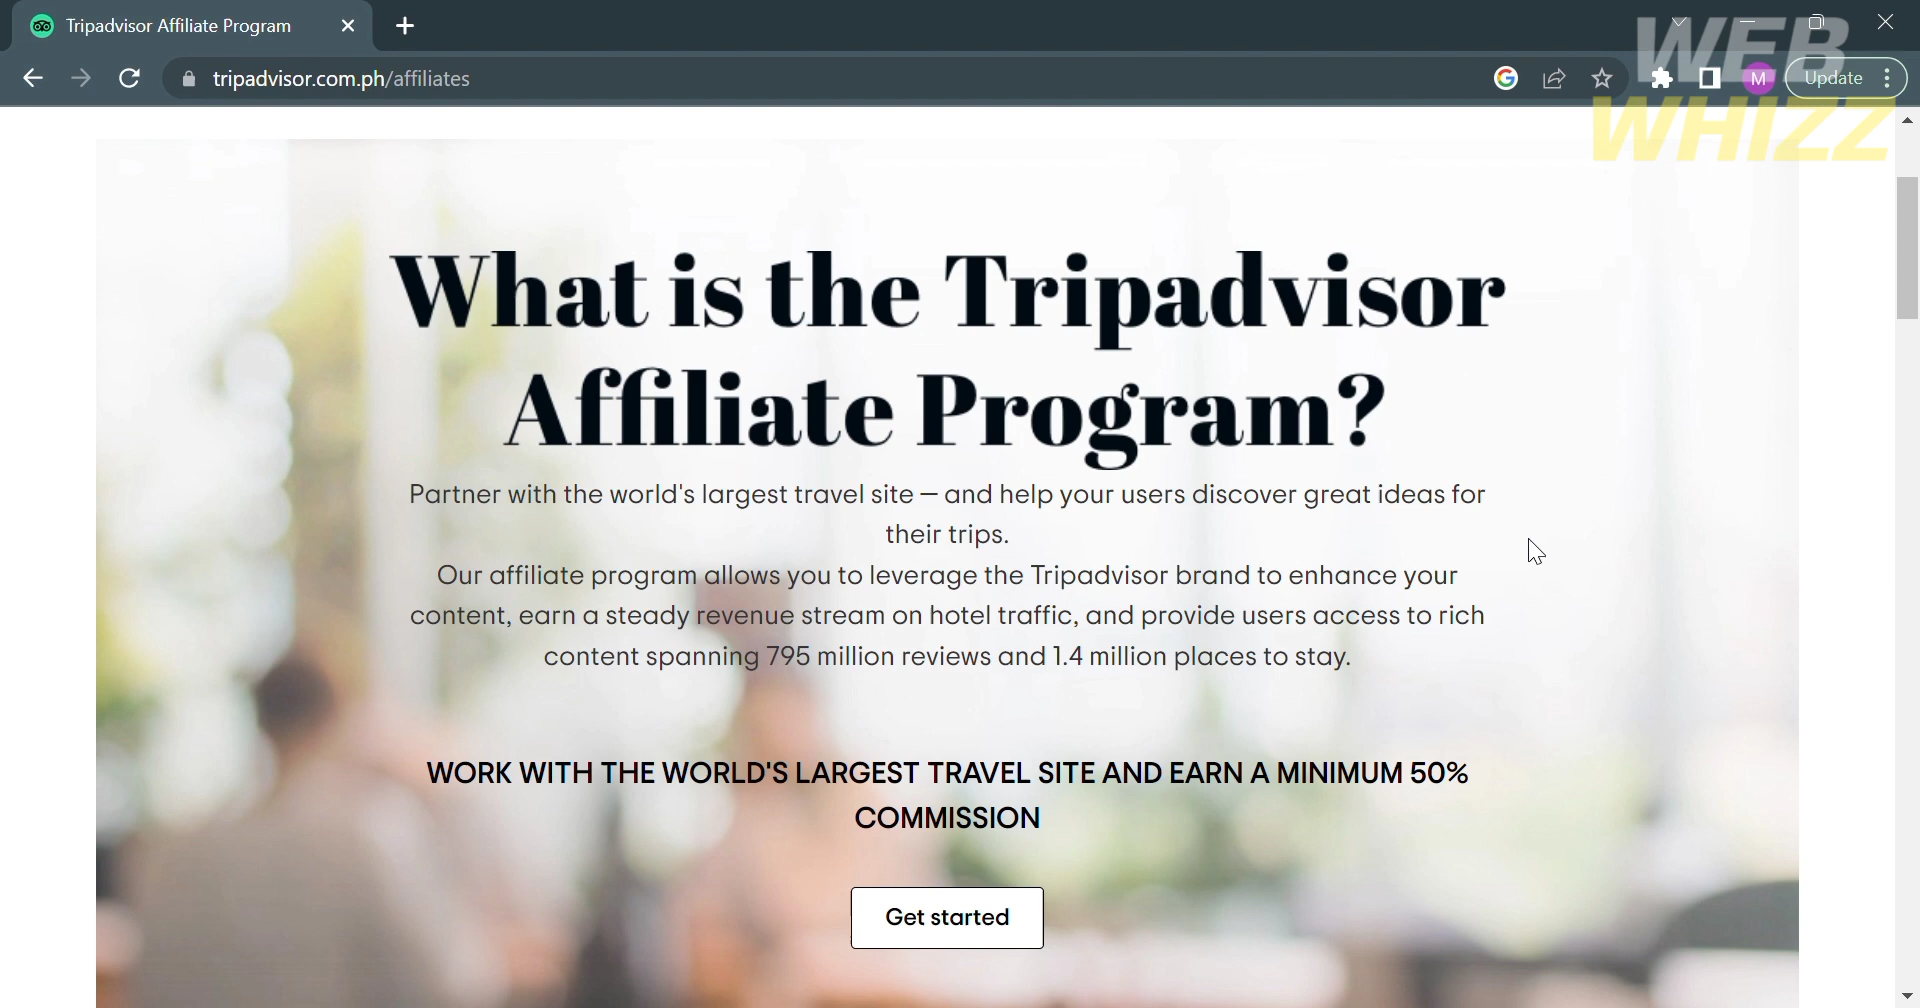 Tripadvisor Affiliate Program
WEB
tripadvisor.com.ph/affiliates
M
Update
WHIZZ
What is the Tripadvisor
Affiliate Program?
Partner with the world's largest travel site — and help your users discover great ideas for
their trips.
Our affiliate program allows you to leverage the Tripadvisor brand to enhance your
content, earn a steady revenue stream on hotel traffic, and provide users access to rich
content spanning 795 million reviews and 1.4 million places to stay.
WORK WITH THE WORLD'S LARGEST TRAVEL SITE AND EARN A MINIMUM 50%
COMMISSION
Get started